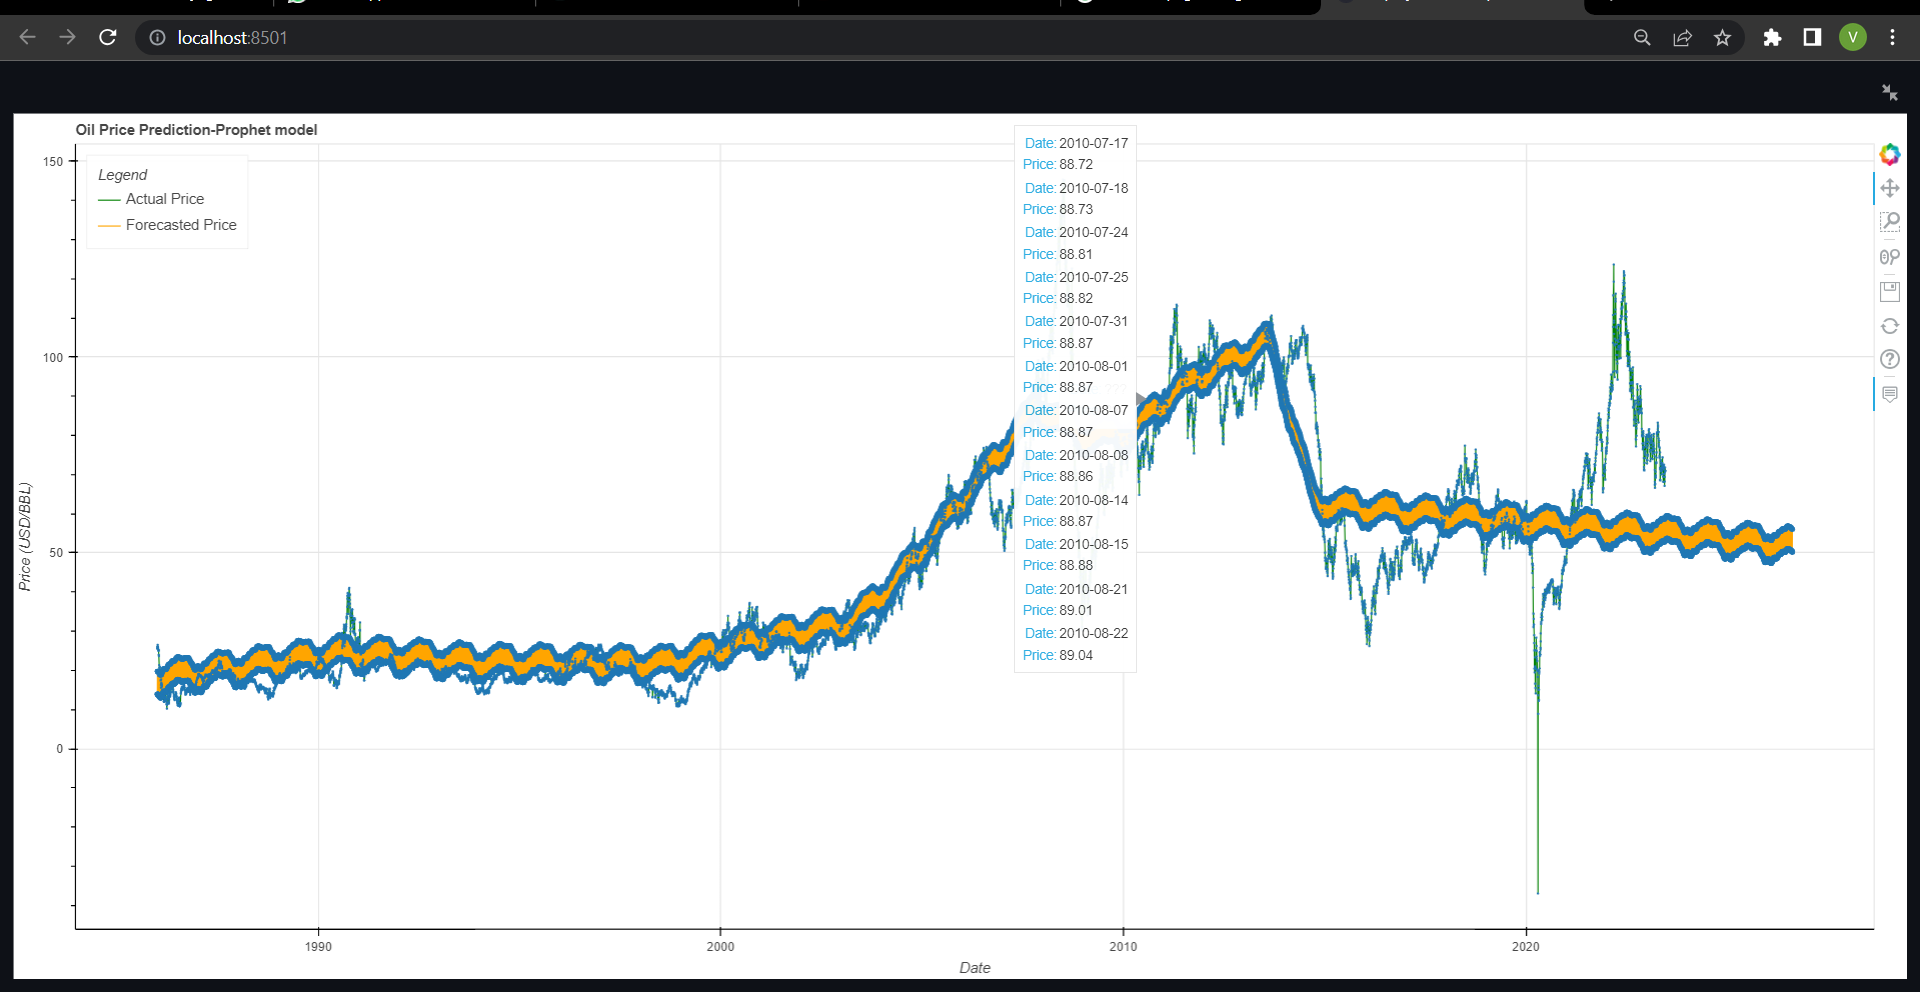 localhost:8501
V
Oil Price Prediction-Prophet model
Legend
Actual Price
Forecasted Price
Price (USD/BBL)
150
100
50
0
Date: 2010-07-17
Price: 88.72
Date: 2010-07-18
Price: 88.73
Date: 2010-07-24
Price: 88.81
Date: 2010-07-25
Price: 88.82
Date: 2010-07-31
Price: 88.87
Date: 2010-08-01
Price: 88.87
Date: 2010-08-07
Price: 88.87
Date: 2010-08-08
Price: 88.86
Date: 2010-08-14
Price: 88.87
Date: 2010-08-15
Price: 88.88
Date: 2010-08-21
Price: 89.01
Date: 2010-08-22
Price: 89.04
1990
2000
2010
2020
Date